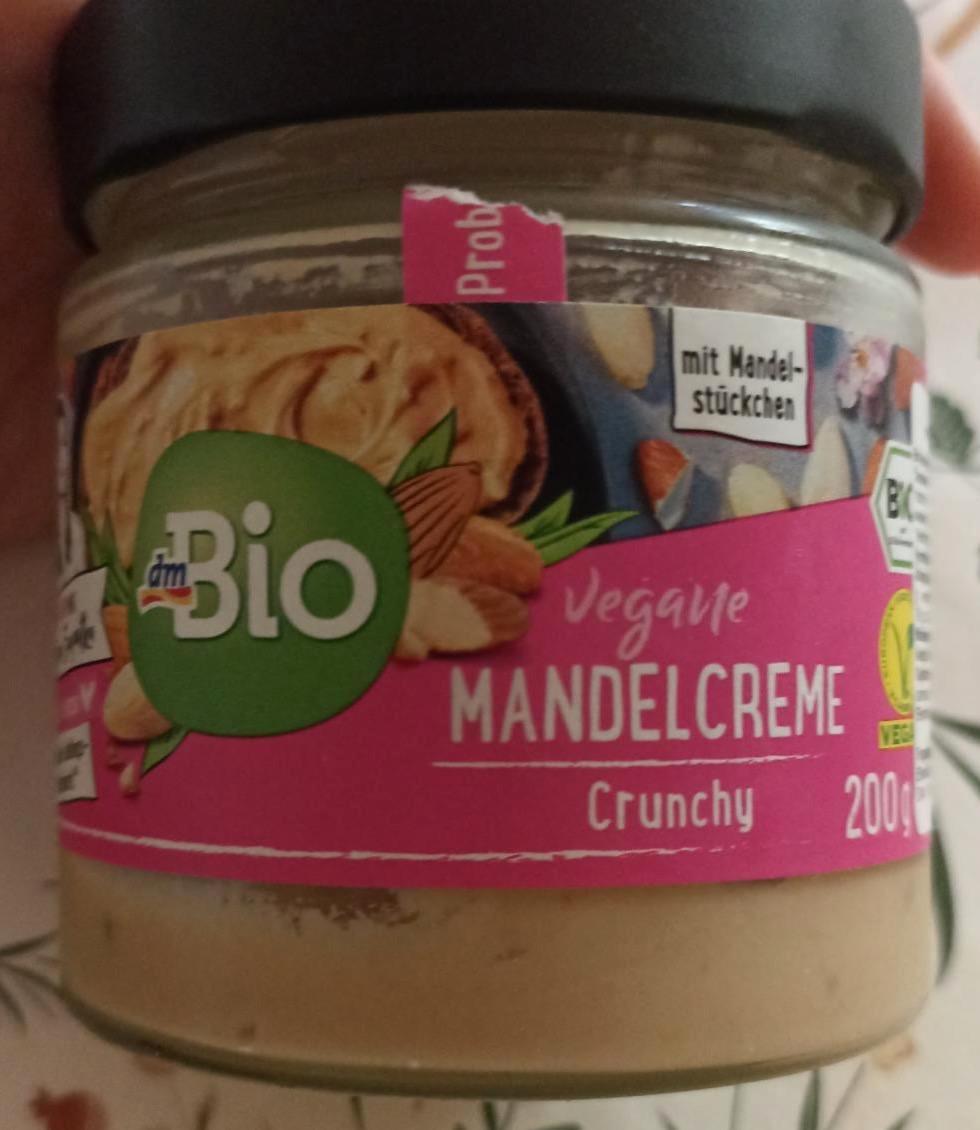 Prob
mit Mandel-
stückchen
dm
Bio
Vegane
MANDELCREME
Crunchy
200g